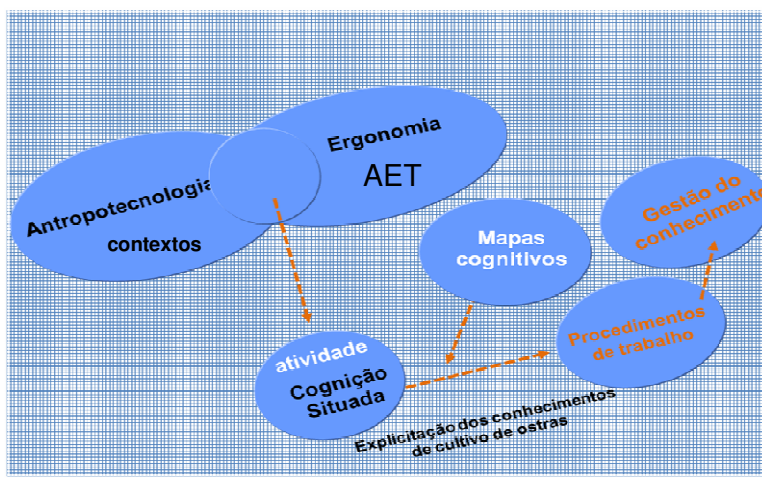 Ergonomia
AET
Antropotecnologia
contextos
Gestão do
conhecimento
Mapas
cognitivos
Procedimentos
de trabalho
atividade
Cognição
Situada
Explicitação dos conhecimentos
de cultivo de ostras